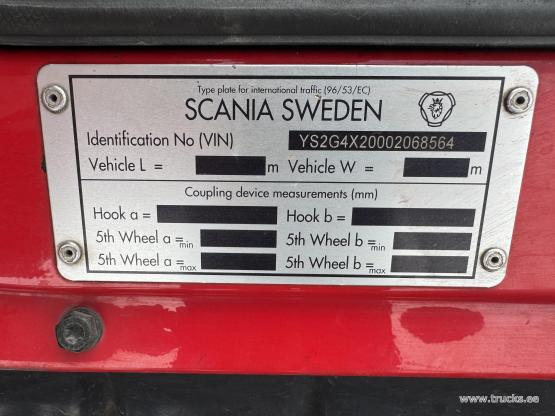 Type plate for international traffic (96/53/EC)
SCANIA SWEDEN
Identification No (VIN) YS2G4X20002068564
Vehicle L = m Vehicle W = m
Coupling device measurements (mm)
Hook a = Hook b =
5th Wheel a =min 5th Wheel b =min
5th Wheel a =max 5th Wheel b =max
www.trucks.ee